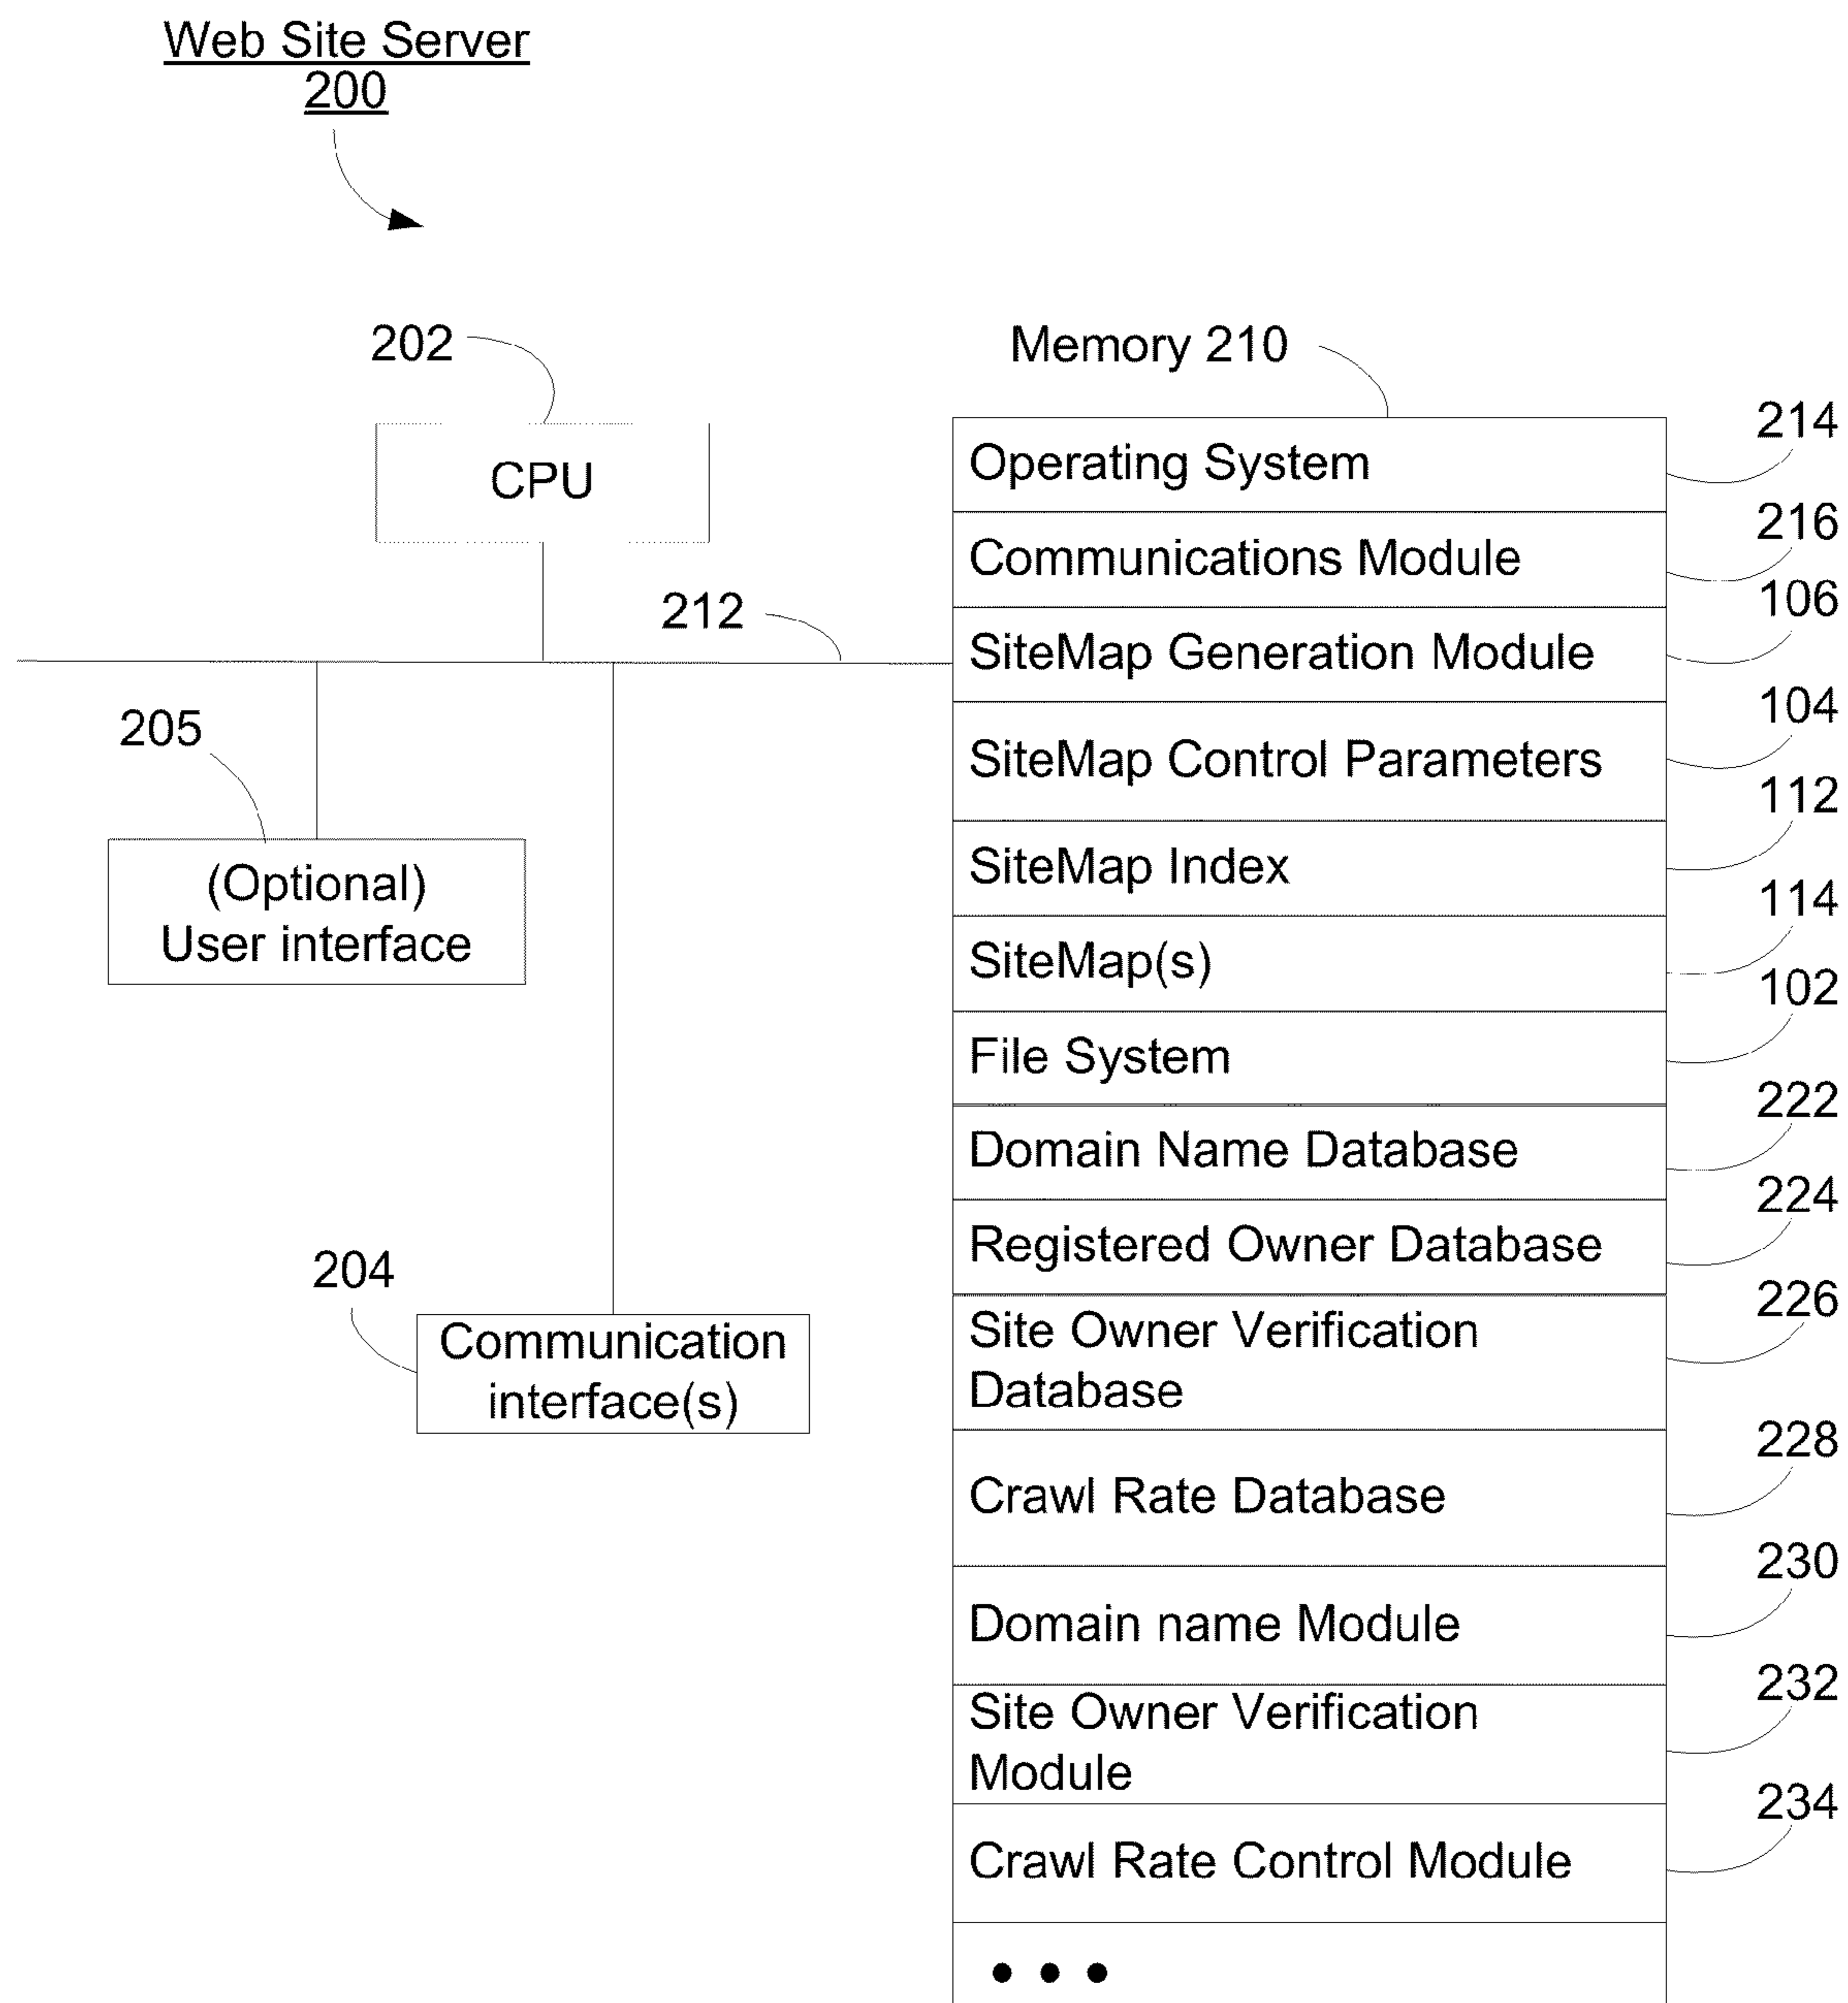 Web Site Server
200
202
Memory 210
CPU
212
205
(Optional)
User interface
204
Communication
interface(s)
Operating System
214
Communications Module
216
SiteMap Generation Module
106
SiteMap Control Parameters
104
SiteMap Index
112
SiteMap(s)
114
File System
102
Domain Name Database
222
Registered Owner Database
224
Site Owner Verification
Database
226
Crawl Rate Database
228
Domain name Module
230
Site Owner Verification
Module
232
Crawl Rate Control Module
234
• • •